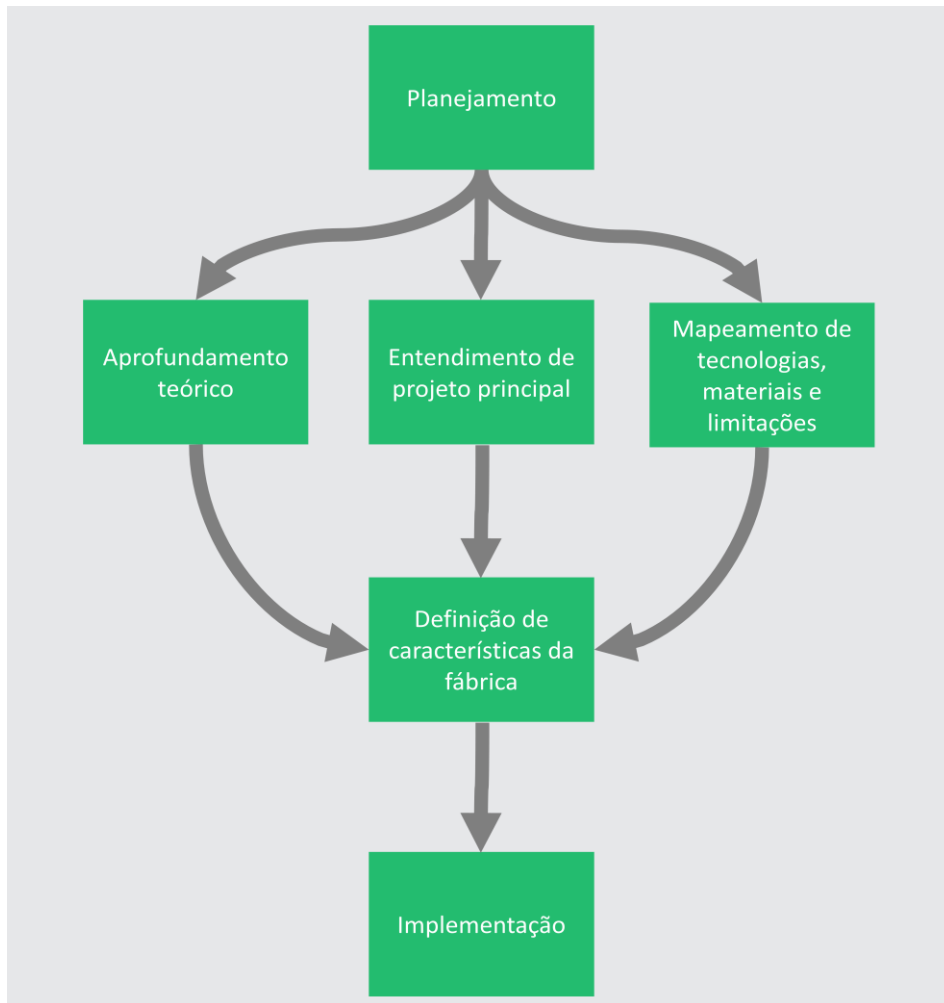 Planejamento
Aprofundamento
teórico
Entendimento de
projeto principal
Mapeamento de
tecnologias,
materiais e
limitações
Definição de
características da
fábrica
Implementação